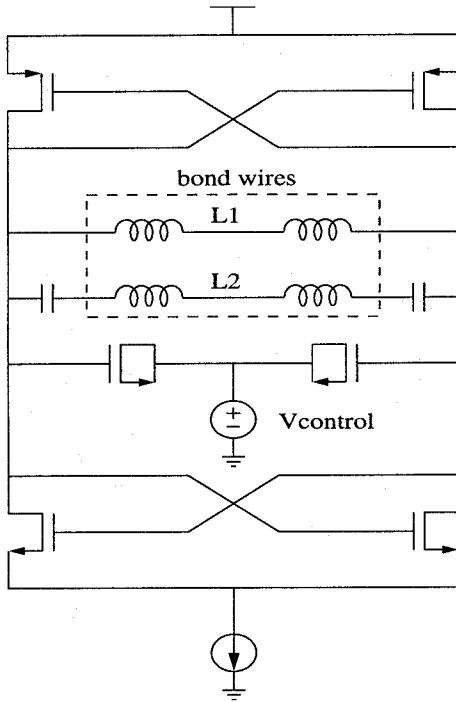 bond wires
L1
L2
+
−
Vcontrol